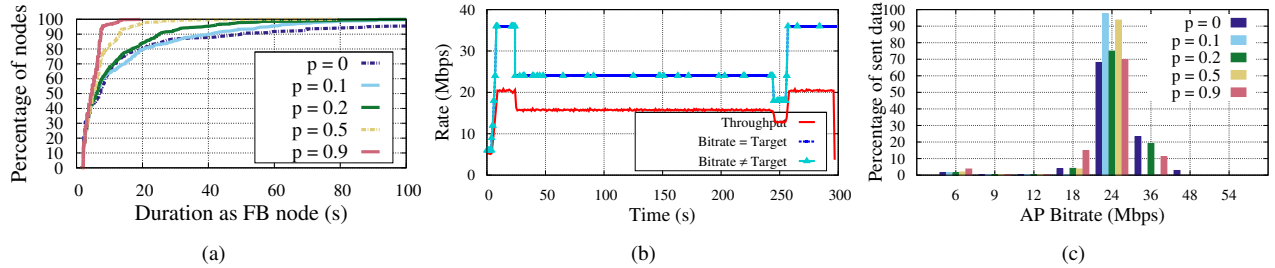 Percentage of nodes
100
90
80
70
60
50
40
30
20
10
0
p = 0
p = 0.1
p = 0.2
p = 0.5
p = 0.9
0 20 40 60 80 100
Duration as FB node (s)
(a)
Rate (Mbps)
40
30
20
10
0
Throughput
Bitrate = Target
Bitrate ≠ Target
0 50 100 150 200 250 300
Time (s)
(b)
Percentage of sent data
100
90
80
70
60
50
40
30
20
10
0
p = 0
p = 0.1
p = 0.2
p = 0.5
p = 0.9
6 9 12 18 24 36 48 54
AP Bitrate (Mbps)
(c)